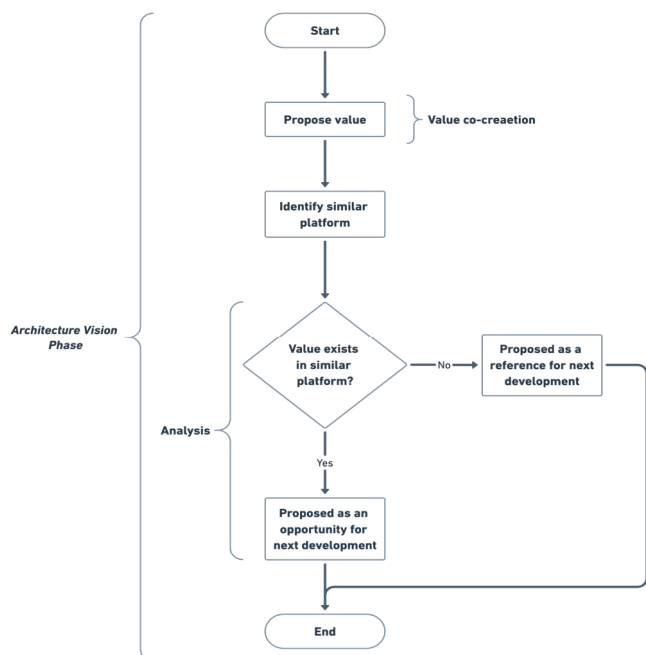 Start
Propose value
Value co-creaetion
Identify similar
platform
Architecture Vision
Phase
Value exists
in similar
platform?
No
Proposed as a
reference for next
development
Analysis
Yes
Proposed as an
opportunity for
next development
End